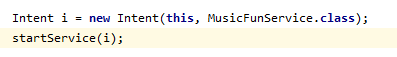 Intent i = new Intent(this, MusicFunService.class);
startService(i);